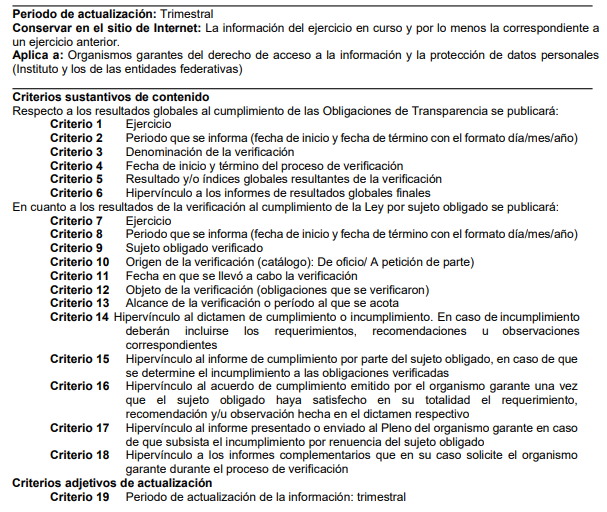 Periodo de actualización: Trimestral
Conservar en el sitio de Internet: La información del ejercicio en curso y por lo menos la correspondiente a
un ejercicio anterior.
Aplica a: Organismos garantes del derecho de acceso a la información y la protección de datos personales
(Instituto y los de las entidades federativas)
Criterios sustantivos de contenido
Respecto a los resultados globales al cumplimiento de las Obligaciones de Transparencia se publicará:
Criterio 1 Ejercicio
Criterio 2 Periodo que se informa (fecha de inicio y fecha de término con el formato día/mes/año)
Criterio 3 Denominación de la verificación
Criterio 4 Fecha de inicio y término del proceso de verificación
Criterio 5 Resultado y/o índices globales resultantes de la verificación
Criterio 6 Hipervínculo a los informes de resultados globales finales
En cuanto a los resultados de la verificación al cumplimiento de la Ley por sujeto obligado se publicará:
Criterio 7 Ejercicio
Criterio 8 Periodo que se informa (fecha de inicio y fecha de término con el formato día/mes/año)
Criterio 9 Sujeto obligado verificado
Criterio 10 Origen de la verificación (catálogo): De oficio/ A petición de parte)
Criterio 11 Fecha en que se llevó a cabo la verificación
Criterio 12 Objeto de la verificación (obligaciones que se verificaron)
Criterio 13 Alcance de la verificación o período al que se acota
Criterio 14 Hipervínculo al dictamen de cumplimiento o incumplimiento. En caso de incumplimiento
deberán incluirse los requerimientos, recomendaciones u observaciones
correspondientes
Criterio 15 Hipervínculo al informe de cumplimiento por parte del sujeto obligado, en caso de que
se determine el incumplimiento a las obligaciones verificadas
Criterio 16 Hipervínculo al acuerdo de cumplimiento emitido por el organismo garante una vez
que el sujeto obligado haya satisfecho en su totalidad el requerimiento,
recomendación y/u observación hecha en el dictamen respectivo
Criterio 17 Hipervínculo al informe presentado o enviado al Pleno del organismo garante en caso
de que subsista el incumplimiento por renuencia del sujeto obligado
Criterio 18 Hipervínculo a los informes complementarios que en su caso solicite el organismo
garante durante el proceso de verificación
Criterios adjetivos de actualización
Criterio 19 Periodo de actualización de la información: trimestral